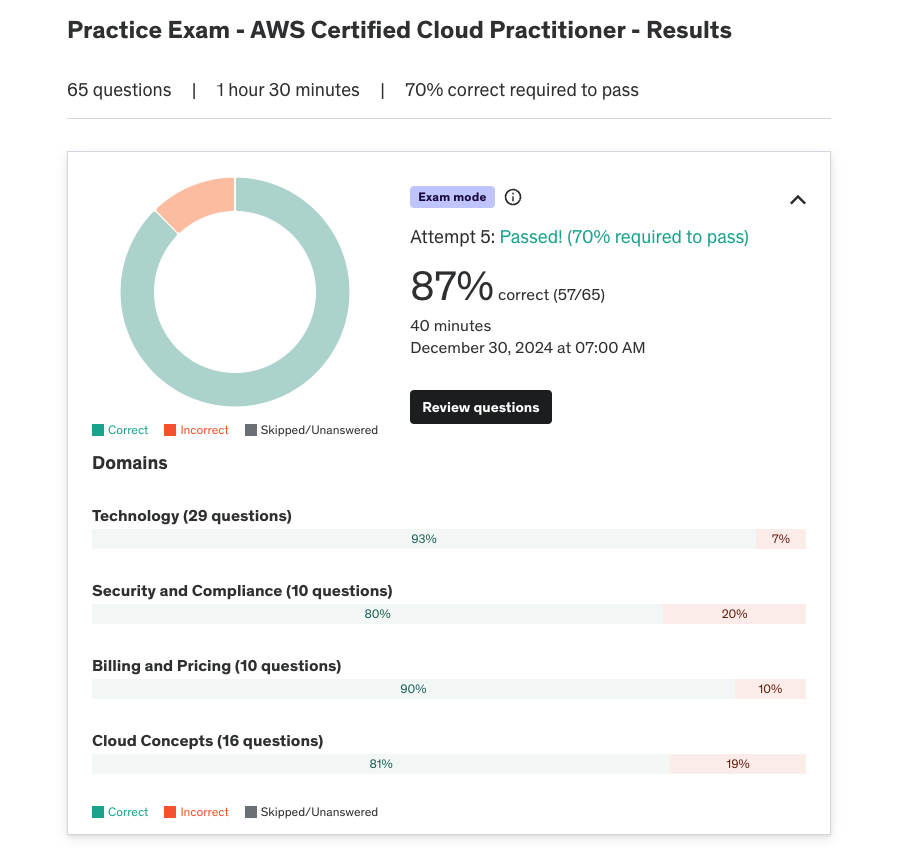 Practice Exam - AWS Certified Cloud Practitioner - Results
65 questions | 1 hour 30 minutes | 70% correct required to pass
Exam mode
Attempt 5: Passed! (70% required to pass)
87% correct (57/65)
40 minutes
December 30, 2024 at 07:00 AM
Review questions
Correct Incorrect Skipped/Unanswered
Domains
Technology (29 questions)
93% 7%
Security and Compliance (10 questions)
80% 20%
Billing and Pricing (10 questions)
90% 10%
Cloud Concepts (16 questions)
81% 19%
Correct Incorrect Skipped/Unanswered